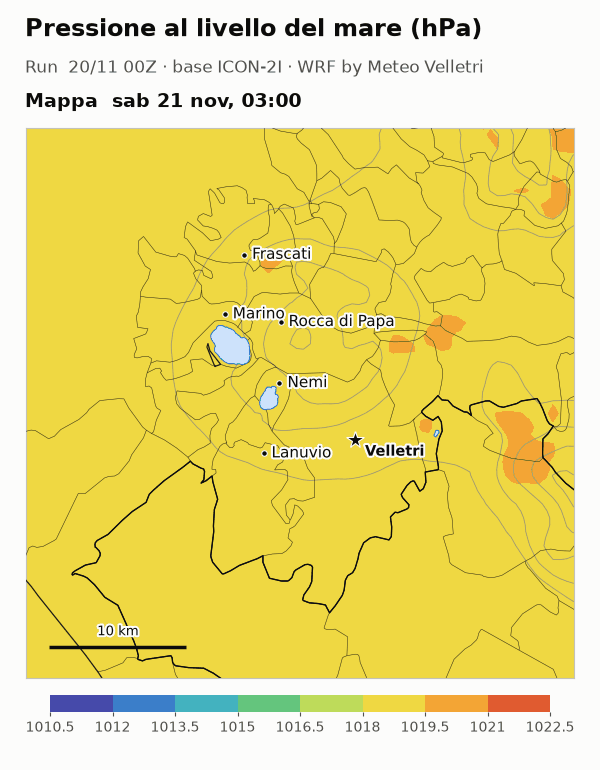 Pressione al livello del mare (hPa)
Run  20/11 00Z · base ICON-2I · WRF by Meteo Velletri
Mappa  sab 21 nov, 03:00
Frascati
Marino
Rocca di Papa
Nemi
Velletri
Lanuvio
10 km
1010.5 1012 1013.5 1015 1016.5 1018 1019.5 1021 1022.5